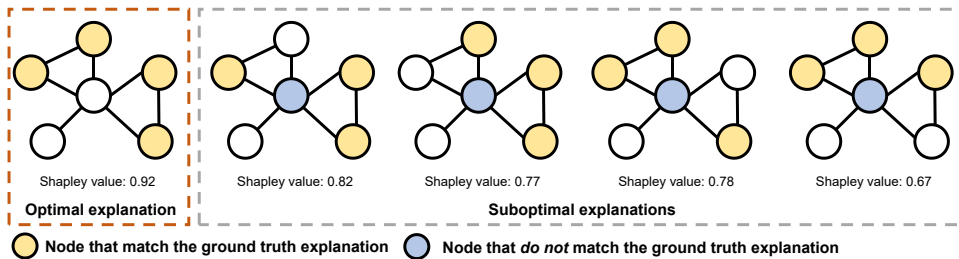 Shapley value: 0.92
Shapley value: 0.82
Shapley value: 0.77
Shapley value: 0.78
Shapley value: 0.67
Optimal explanation
Suboptimal explanations
Node that match the ground truth explanation
Node that do not match the ground truth explanation